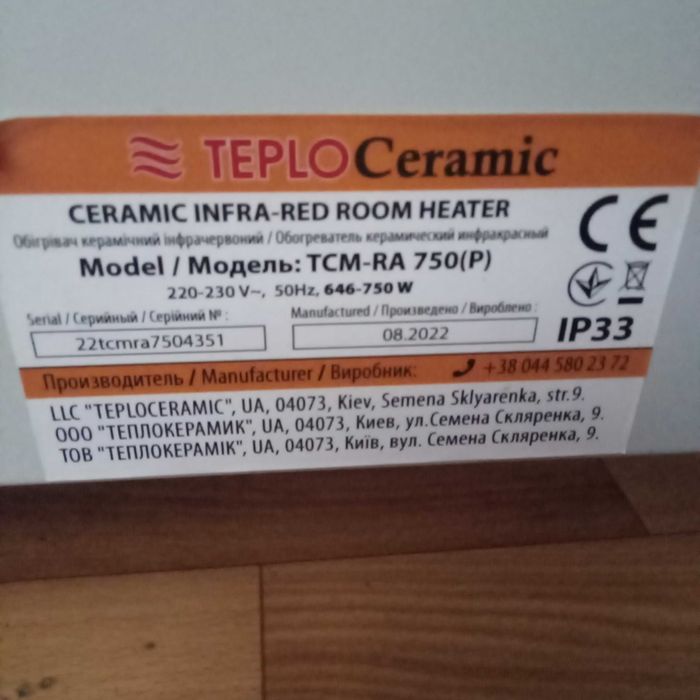 TEPLOCeramic
CERAMIC INFRA-RED ROOM HEATER
Обігрівач керамічний інфрачервоний / Обогреватель керамический инфракрасный
Model / Модель: TCM-RA 750(P)
220-230 V~, 50Hz, 646-750 W
CE
Serial / Серийный / Серійний № :
22tcmra7504351
Manufactured / Произведено / Вироблено :
08.2022
IP33
Производитель / Manufacturer / Виробник: +38 044 580 23 72
LLC "TEPLOCERAMIC", UA, 04073, Kiev, Semena Sklyarenka, str.9.
ООО "ТЕПЛОКЕРАМИК", UA, 04073, Киев, ул.Семена Скляренка, 9.
ТОВ "ТЕПЛОКЕРАМІК", UA, 04073, Київ, вул. Семена Скляренка, 9.